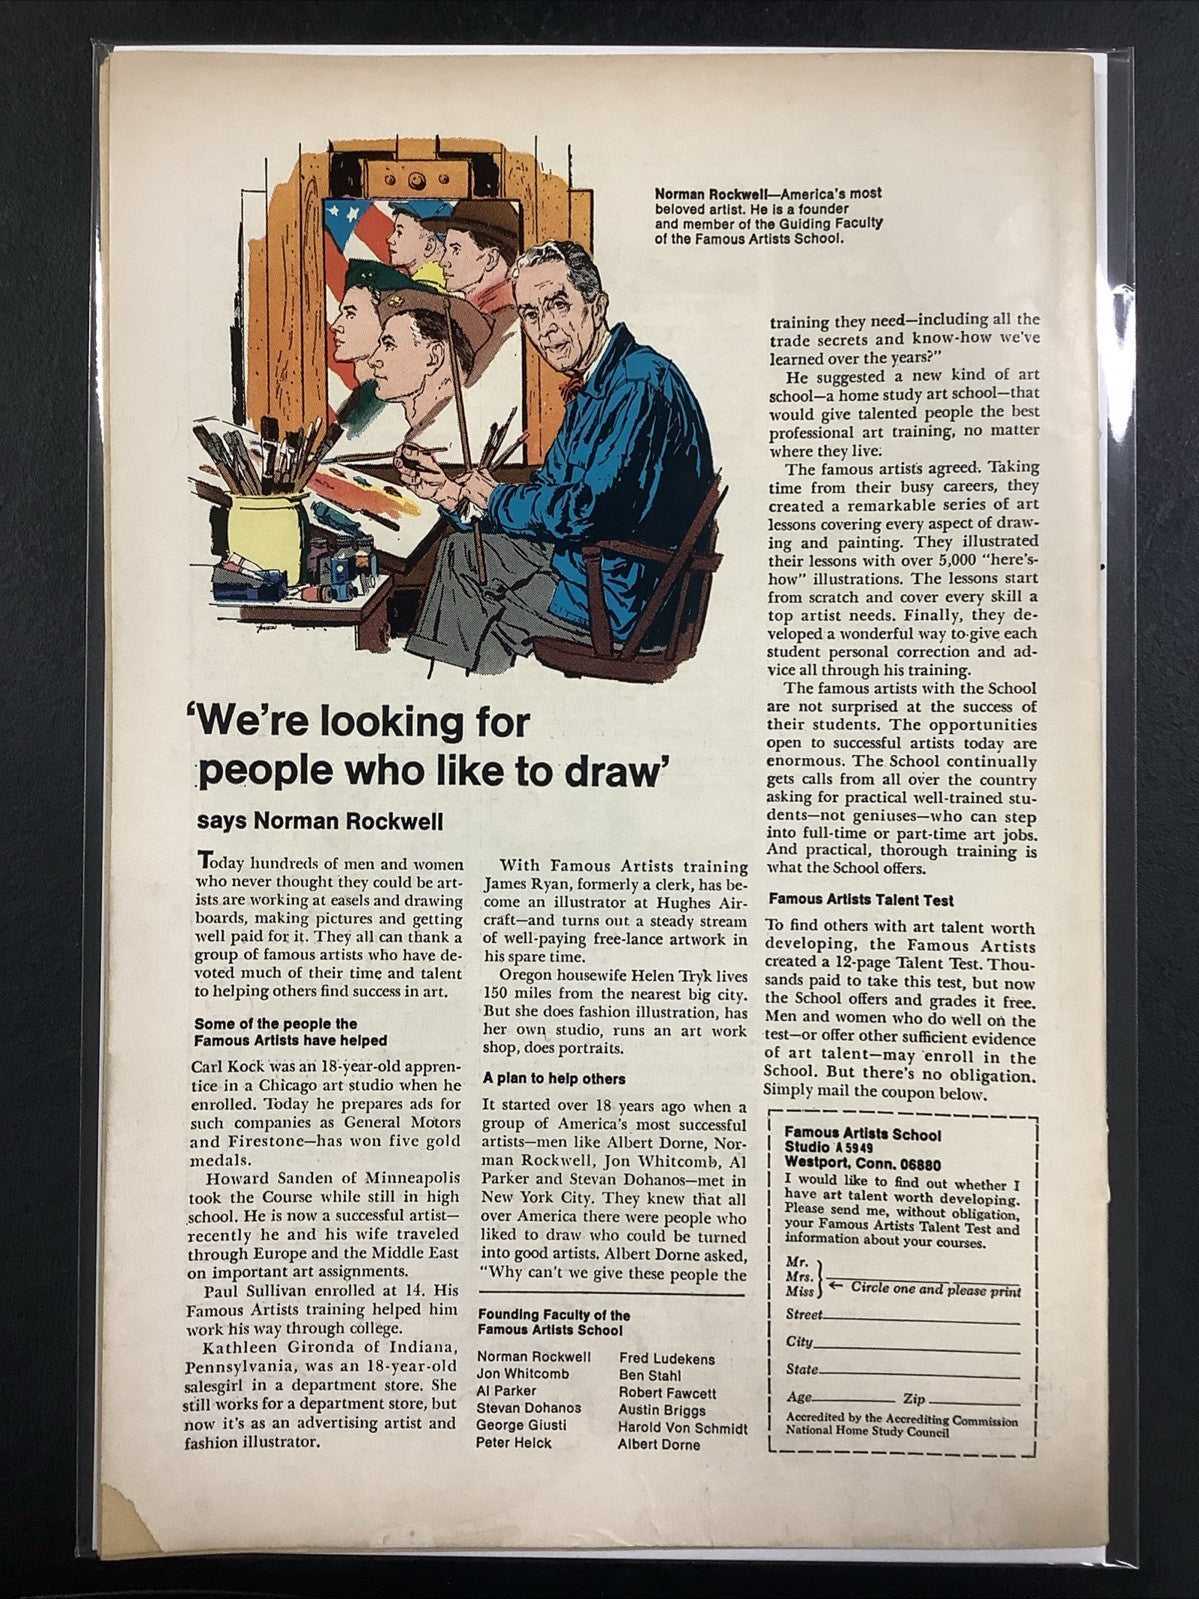 Norman Rockwell—America's most
beloved artist. He is a founder
and member of the Guiding Faculty
of the Famous Artists School.
'We're looking for
people who like to draw'
says Norman Rockwell
Today hundreds of men and women
who never thought they could be art-
ists are working at easels and drawing
boards, making pictures and getting
well paid for it. They all can thank a
group of famous artists who have de-
voted much of their time and talent
to helping others find success in art.
Some of the people the
Famous Artists have helped
Carl Kock was an 18-year-old appren-
tice in a Chicago art studio when he
enrolled. Today he prepares ads for
such companies as General Motors
and Firestone—has won five gold
medals.
Howard Sanden of Minneapolis
took the Course while still in high
school. He is now a successful artist—
recently he and his wife traveled
through Europe and the Middle East
on important art assignments.
Paul Sullivan enrolled at 14. His
Famous Artists training helped him
work his way through college.
Kathleen Gironda of Indiana,
Pennsylvania, was an 18-year-old
salesgirl in a department store. She
still works for a department store, but
now it's as an advertising artist and
fashion illustrator.
With Famous Artists training
James Ryan, formerly a clerk, has be-
come an illustrator at Hughes Air-
craft—and turns out a steady stream
of well-paying free-lance artwork in
his spare time.
Oregon housewife Helen Tryk lives
150 miles from the nearest big city.
But she does fashion illustration, has
her own studio, runs an art work
shop, does portraits.
A plan to help others
It started over 18 years ago when a
group of America's most successful
artists—men like Albert Dorne, Nor-
man Rockwell, Jon Whitcomb, Al
Parker and Stevan Dohanos—met in
New York City. They knew that all
over America there were people who
liked to draw who could be turned
into good artists. Albert Dorne asked,
"Why can't we give these people the
Founding Faculty of the
Famous Artists School
Norman Rockwell
Jon Whitcomb
Al Parker
Stevan Dohanos
George Giusti
Peter Helck
Fred Ludekens
Ben Stahl
Robert Fawcett
Austin Briggs
Harold Von Schmidt
Albert Dorne
training they need—including all the
trade secrets and know-how we've
learned over the years?"
He suggested a new kind of art
school—a home study art school—that
would give talented people the best
professional art training, no matter
where they live.
The famous artists agreed. Taking
time from their busy careers, they
created a remarkable series of art
lessons covering every aspect of draw-
ing and painting. They illustrated
their lessons with over 5,000 "here's-
how" illustrations. The lessons start
from scratch and cover every skill a
top artist needs. Finally, they de-
veloped a wonderful way to give each
student personal correction and ad-
vice all through his training.
The famous artists with the School
are not surprised at the success of
their students. The opportunities
open to successful artists today are
enormous. The School continually
gets calls from all over the country
asking for practical well-trained stu-
dents—not geniuses—who can step
into full-time or part-time art jobs.
And practical, thorough training is
what the School offers.
Famous Artists Talent Test
To find others with art talent worth
developing, the Famous Artists
created a 12-page Talent Test. Thou-
sands paid to take this test, but now
the School offers and grades it free.
Men and women who do well on the
test—or offer other sufficient evidence
of art talent—may enroll in the
School. But there's no obligation.
Simply mail the coupon below.
Famous Artists School
Studio A5949
Westport, Conn. 06880
I would like to find out whether I
have art talent worth developing.
Please send me, without obligation,
your Famous Artists Talent Test and
information about your courses.
Mr.
Mrs.
Miss
← Circle one and please print
Street
City
State
Age Zip
Accredited by the Accrediting Commission
National Home Study Council